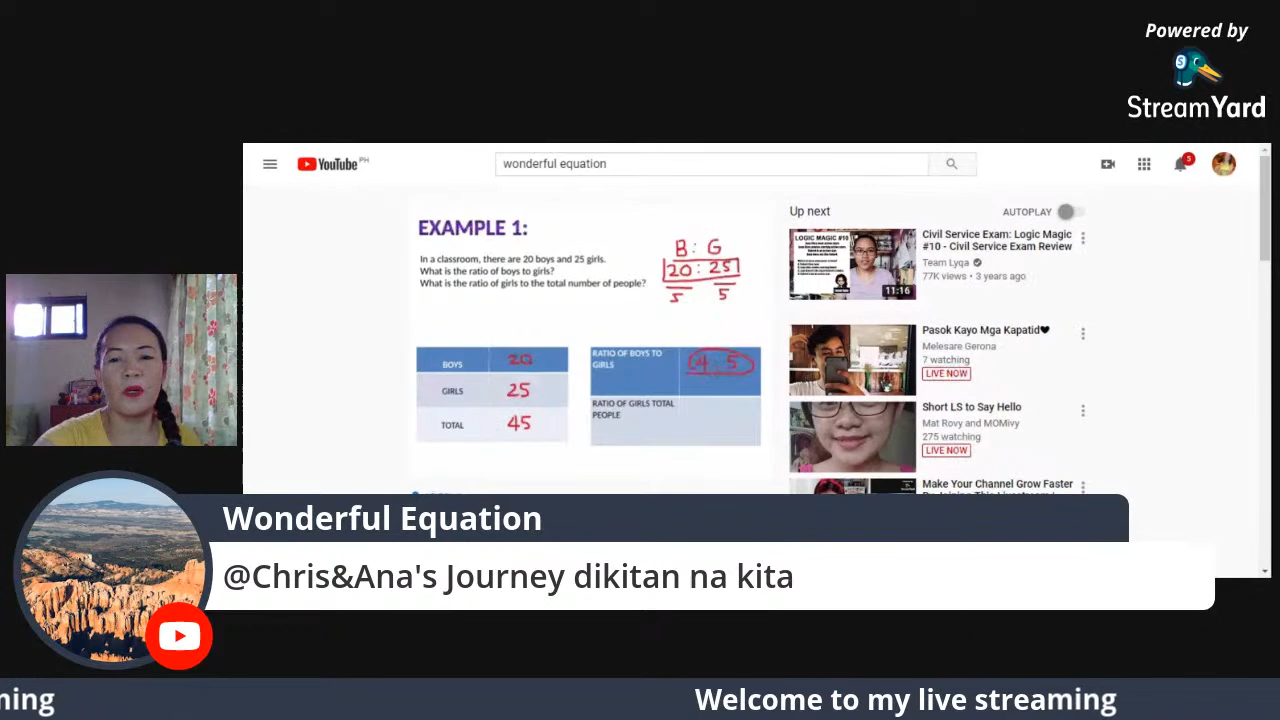 Powered by
StreamYard
YouTube PH
wonderful equation
5
EXAMPLE 1:
In a classroom, there are 20 boys and 25 girls.
What is the ratio of boys to girls?
What is the ratio of girls to the total number of people?
B : G
20 : 25
5 5
BOYS 20
GIRLS 25
TOTAL 45
RATIO OF BOYS TO
GIRLS
4 : 5
RATIO OF GIRLS TOTAL
PEOPLE
Up next
AUTOPLAY
LOGIC MAGIC #10
11:16
Civil Service Exam: Logic Magic
#10 - Civil Service Exam Review
Team Lyqa
77K views • 3 years ago
Pasok Kayo Mga Kapatid♥
Melesare Gerona
7 watching
LIVE NOW
Short LS to Say Hello
Mat Rovy and MOMivy
275 watching
LIVE NOW
Make Your Channel Grow Faster
Wonderful Equation
@Chris&Ana's Journey dikitan na kita
ming
Welcome to my live streaming